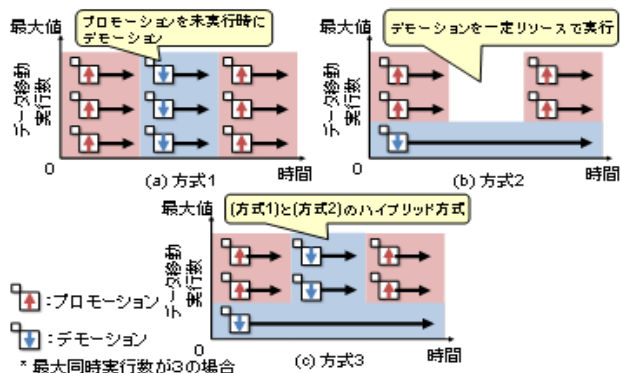 プロモーションを未実行時に
デモーション
最大値
データ移動
実行数
0
(a) 方式1
時間
デモーションを一定リソースで実行
最大値
データ移動
実行数
0
(b) 方式2
時間
(方式1)と(方式2)のハイブリッド方式
最大値
データ移動
実行数
0
(c) 方式3
時間
:プロモーション
:デモーション
* 最大同時実行数が3の場合